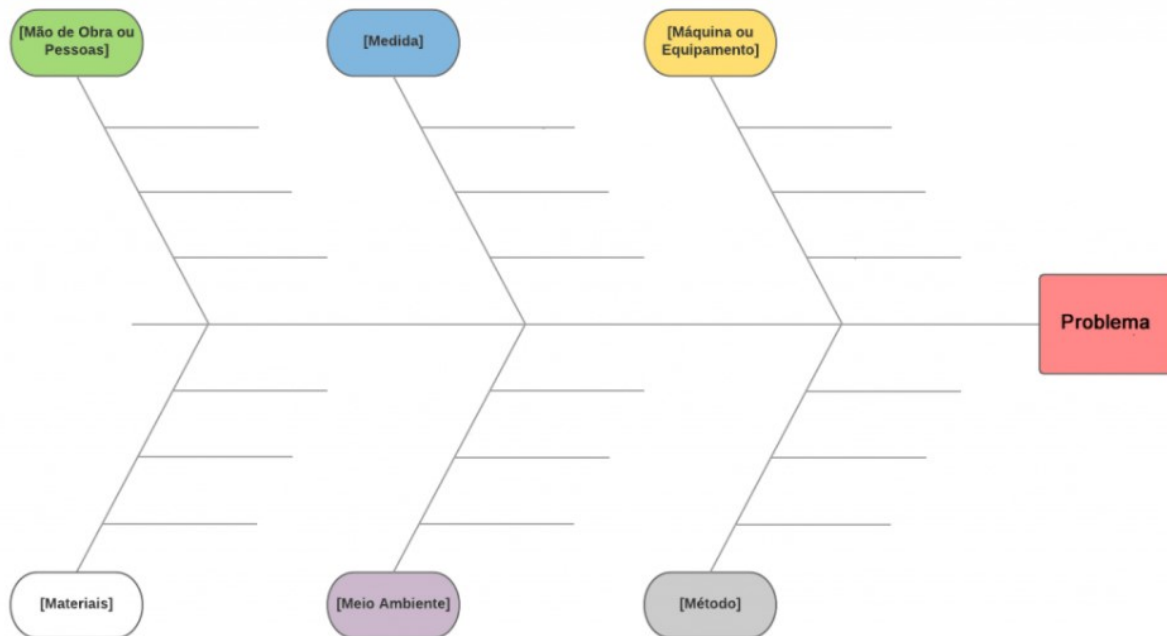 [Mão de Obra ou
Pessoas]
[Medida]
[Máquina ou
Equipamento]
Problema
[Materiais]
[Meio Ambiente]
[Método]